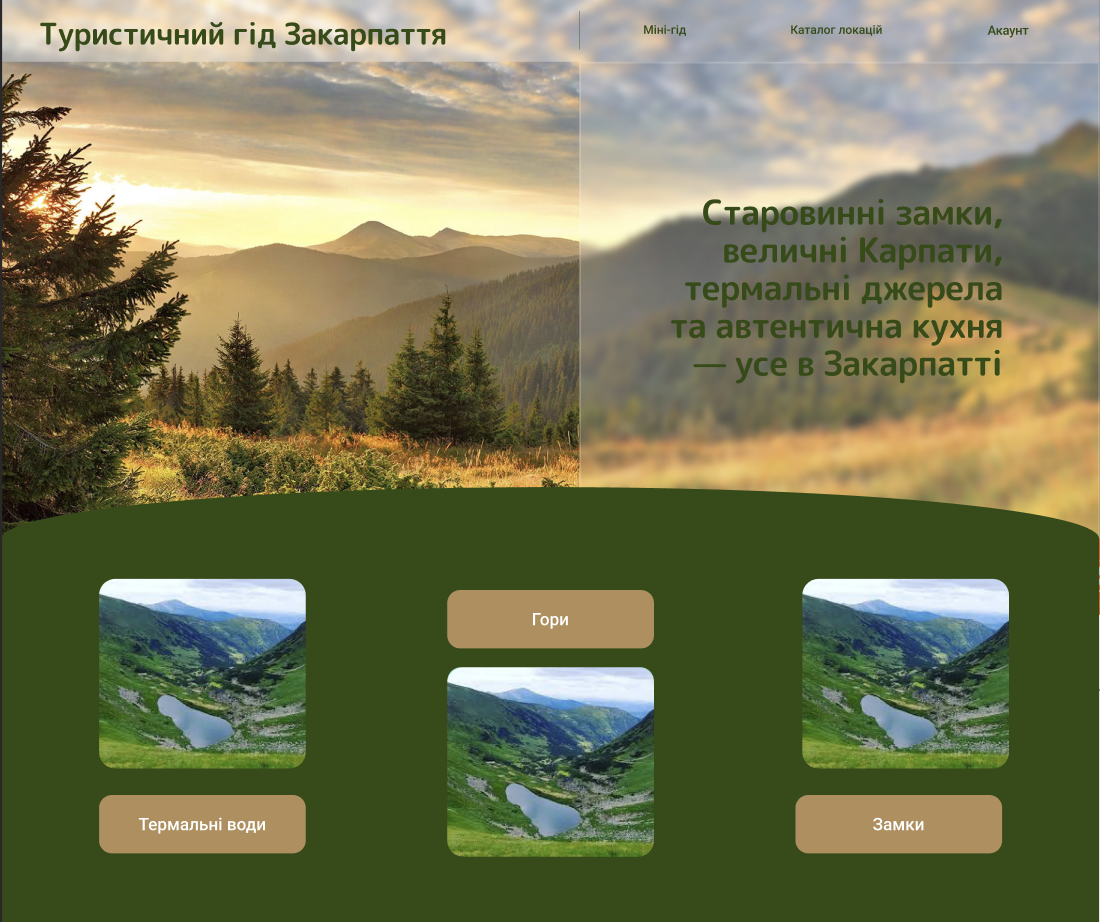 Туристичний гід Закарпаття
Міні-гід
Каталог локацій
Акаунт
Старовинні замки,
величні Карпати,
термальні джерела
та автентична кухня
— усе в Закарпатті
Гори
Термальні води
Замки